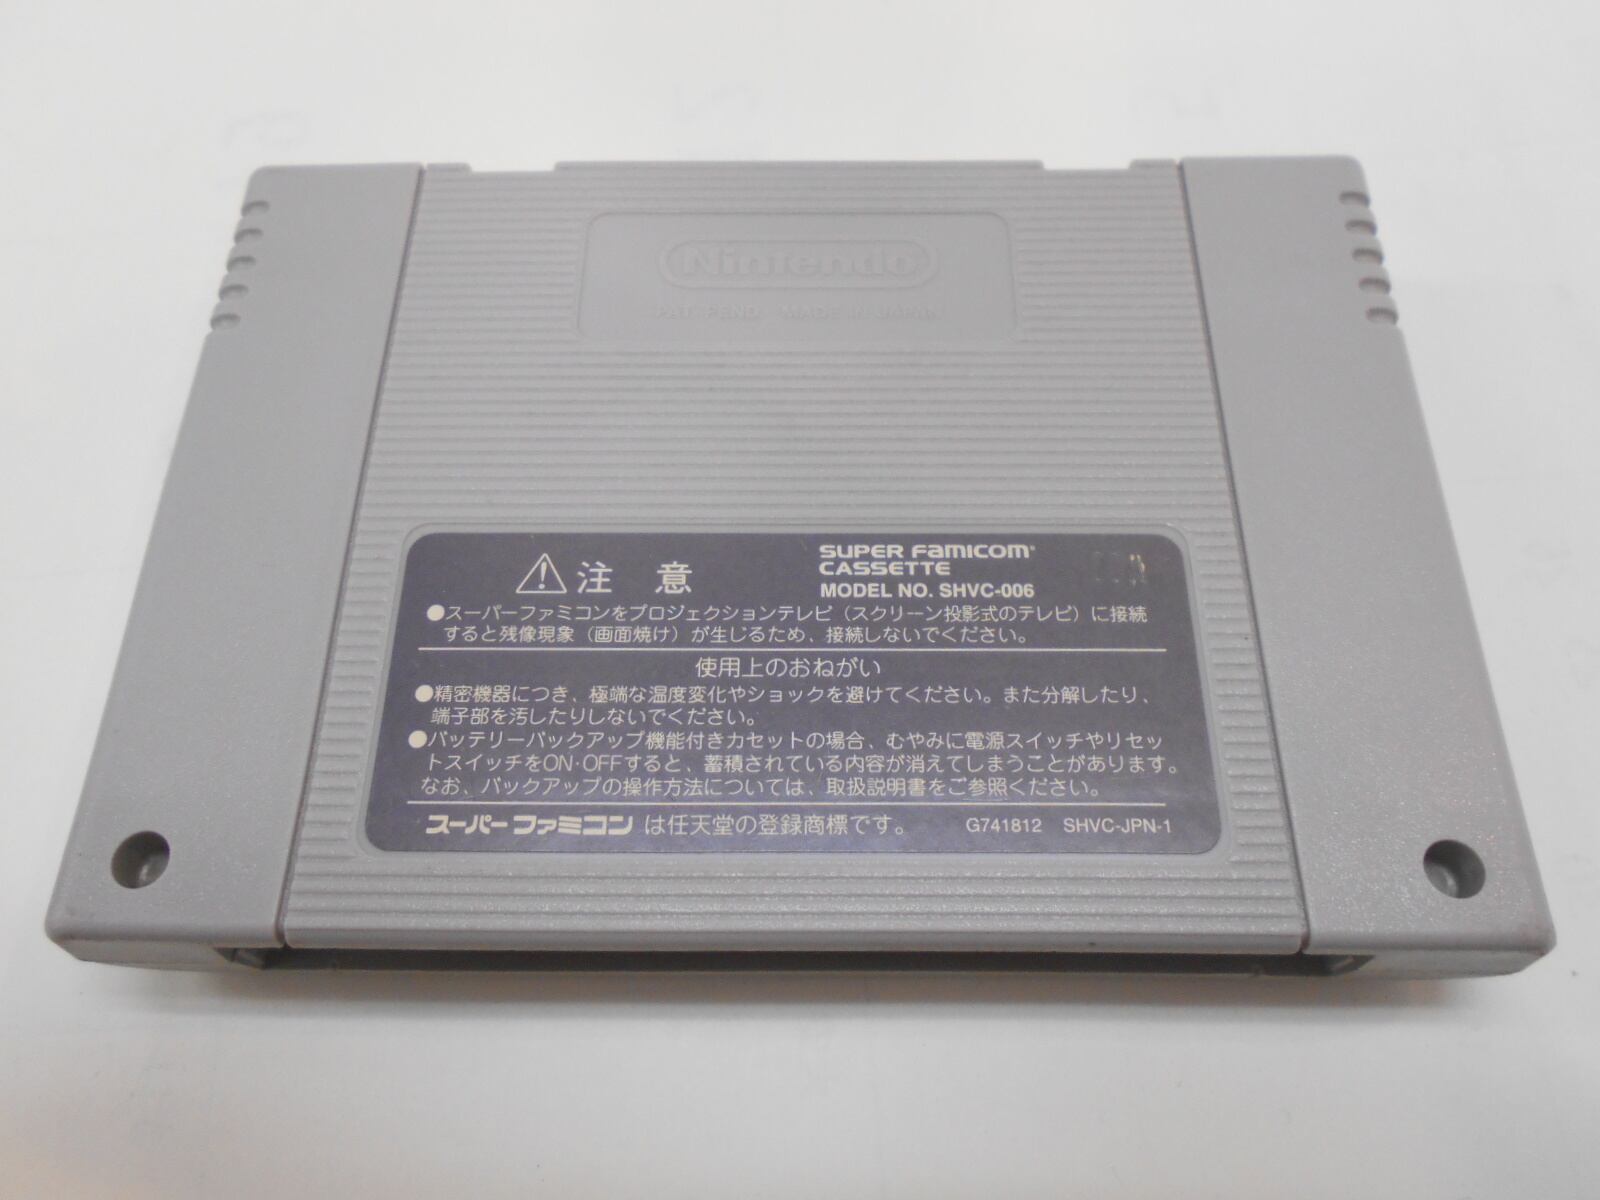 Nintendo
PAT. PEND. MADE IN JAPAN
注 意
SUPER FAMICOM
CASSETTE
MODEL NO. SHVC-006
●スーパーファミコンをプロジェクションテレビ（スクリーン投影式のテレビ）に接続
すると残像現象（画面焼け）が生じるため、接続しないでください。
使用上のおねがい
●精密機器につき、極端な温度変化やショックを避けてください。また分解したり、
端子部を汚したりしないでください。
●バッテリーバックアップ機能付きカセットの場合、むやみに電源スイッチやリセッ
トスイッチをON・OFFすると、蓄積されている内容が消えてしまうことがあります。
なお、バックアップの操作方法については、取扱説明書をご参照ください。
スーパーファミコンは任天堂の登録商標です。 G741812 SHVC-JPN-1